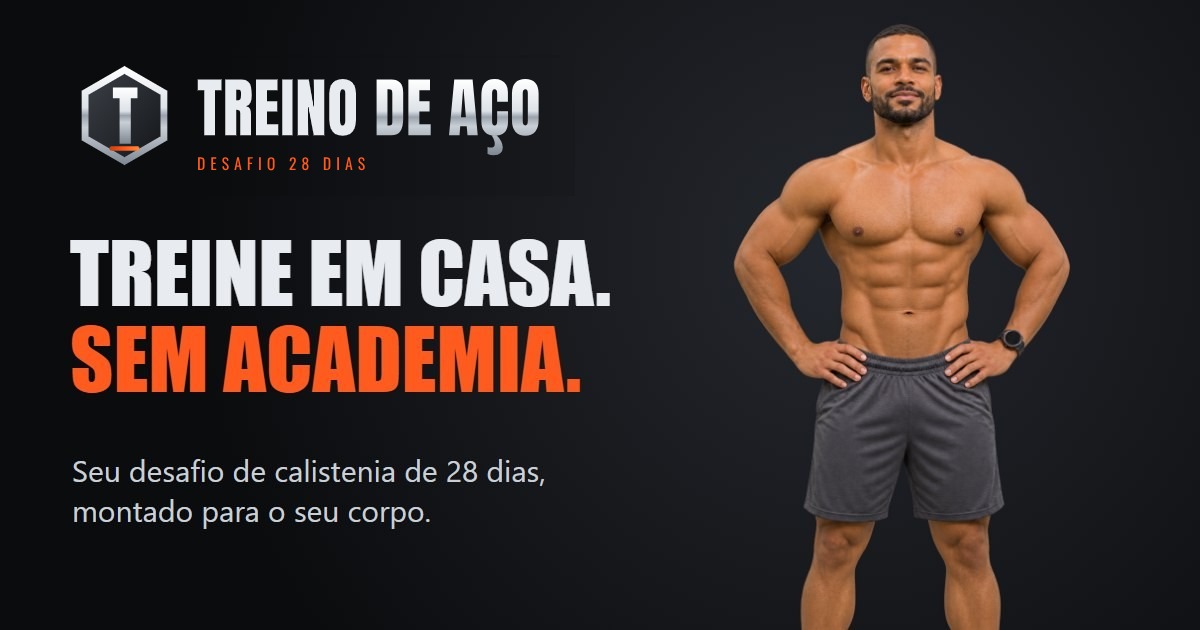 T
TREINO DE AÇO
DESAFIO 28 DIAS
TREINE EM CASA.
SEM ACADEMIA.
Seu desafio de calistenia de 28 dias,
montado para o seu corpo.